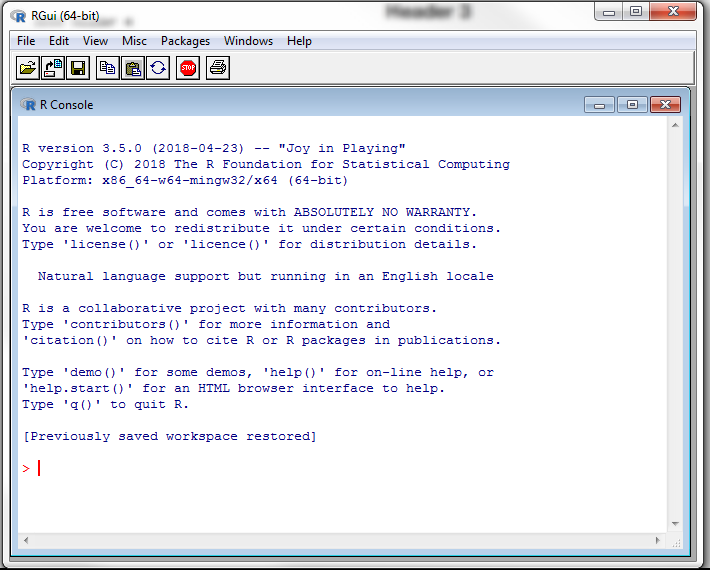 Header 3
RGui (64-bit)
File Edit View Misc Packages Windows Help
STOP
R Console
R version 3.5.0 (2018-04-23) -- "Joy in Playing"
Copyright (C) 2018 The R Foundation for Statistical Computing
Platform: x86_64-w64-mingw32/x64 (64-bit)
R is free software and comes with ABSOLUTELY NO WARRANTY.
You are welcome to redistribute it under certain conditions.
Type 'license()' or 'licence()' for distribution details.
Natural language support but running in an English locale
R is a collaborative project with many contributors.
Type 'contributors()' for more information and
'citation()' on how to cite R or R packages in publications.
Type 'demo()' for some demos, 'help()' for on-line help, or
'help.start()' for an HTML browser interface to help.
Type 'q()' to quit R.
[Previously saved workspace restored]
>